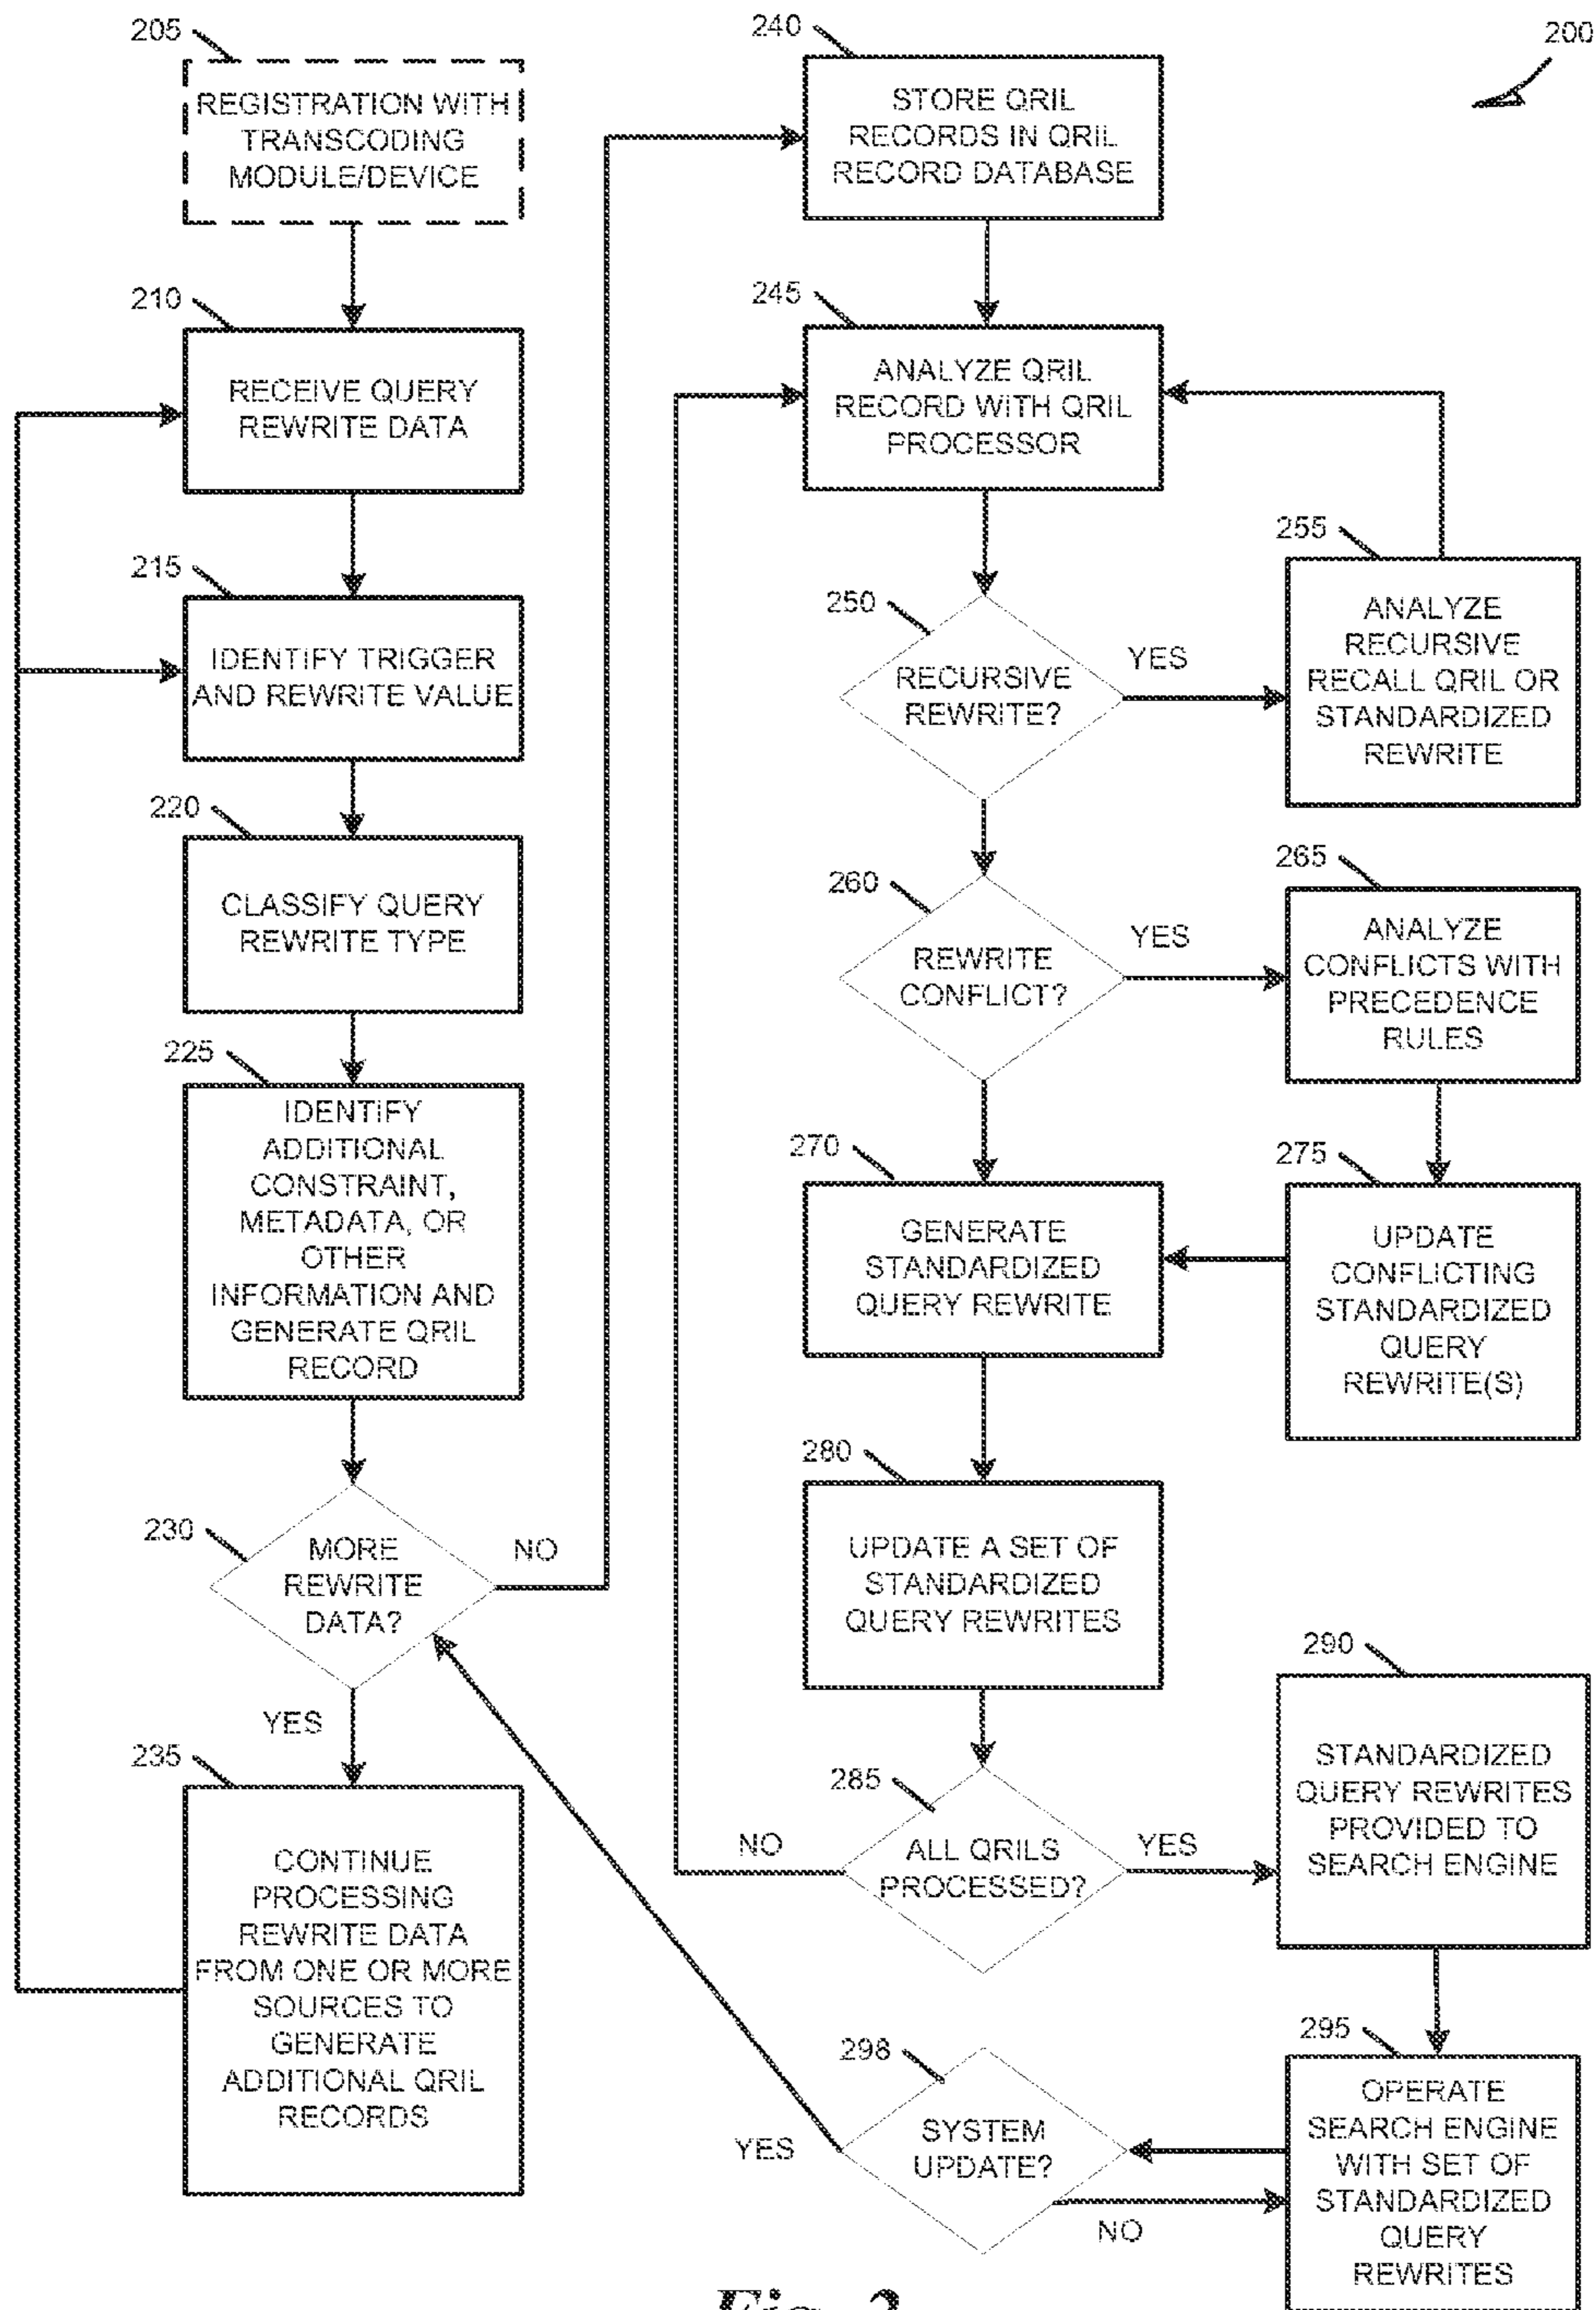 205
REGISTRATION WITH
TRANSCODING
MODULE/DEVICE
210
RECEIVE QUERY
REWRITE DATA
215
IDENTIFY TRIGGER
AND REWRITE VALUE
220
CLASSIFY QUERY
REWRITE TYPE
225
IDENTIFY
ADDITIONAL
CONSTRAINT,
METADATA, OR
OTHER
INFORMATION AND
GENERATE QRIL
RECORD
230
MORE
REWRITE
DATA?
NO
YES
235
CONTINUE
PROCESSING
REWRITE DATA
FROM ONE OR MORE
SOURCES TO
GENERATE
ADDITIONAL QRIL
RECORDS
240
STORE QRIL
RECORDS IN QRIL
RECORD DATABASE
200
245
ANALYZE QRIL
RECORD WITH QRIL
PROCESSOR
250
RECURSIVE
REWRITE?
YES
255
ANALYZE
RECURSIVE
RECALL QRIL OR
STANDARDIZED
REWRITE
260
REWRITE
CONFLICT?
YES
265
ANALYZE
CONFLICTS WITH
PRECEDENCE
RULES
270
GENERATE
STANDARDIZED
QUERY REWRITE
275
UPDATE
CONFLICTING
STANDARDIZED
QUERY
REWRITE(S)
280
UPDATE A SET OF
STANDARDIZED
QUERY REWRITES
285
ALL QRILS
PROCESSED?
NO
YES
290
STANDARDIZED
QUERY REWRITES
PROVIDED TO
SEARCH ENGINE
295
OPERATE
SEARCH ENGINE
WITH SET OF
STANDARDIZED
QUERY
REWRITES
298
SYSTEM
UPDATE?
YES
NO